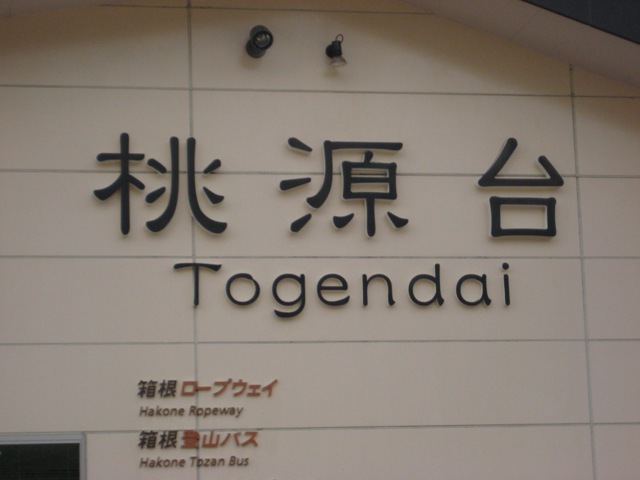 桃源台
Togendai
箱根ロープウェイ
Hakone Ropeway
箱根登山バス
Hakone Tozan Bus